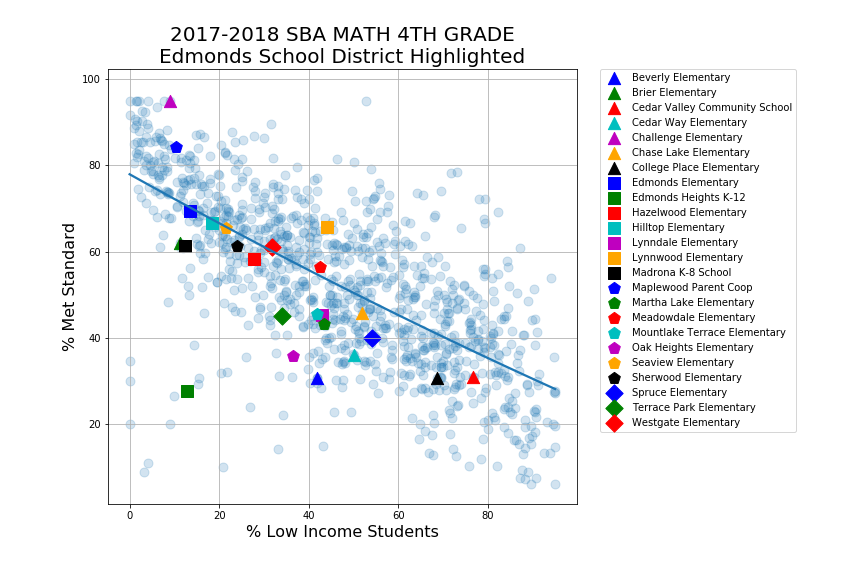 2017-2018 SBA MATH 4TH GRADE
Edmonds School District Highlighted
100
80
60
40
20
% Met Standard
0
20
40
60
80
% Low Income Students
Beverly Elementary
Brier Elementary
Cedar Valley Community School
Cedar Way Elementary
Challenge Elementary
Chase Lake Elementary
College Place Elementary
Edmonds Elementary
Edmonds Heights K-12
Hazelwood Elementary
Hilltop Elementary
Lynndale Elementary
Lynnwood Elementary
Madrona K-8 School
Maplewood Parent Coop
Martha Lake Elementary
Meadowdale Elementary
Mountlake Terrace Elementary
Oak Heights Elementary
Seaview Elementary
Sherwood Elementary
Spruce Elementary
Terrace Park Elementary
Westgate Elementary